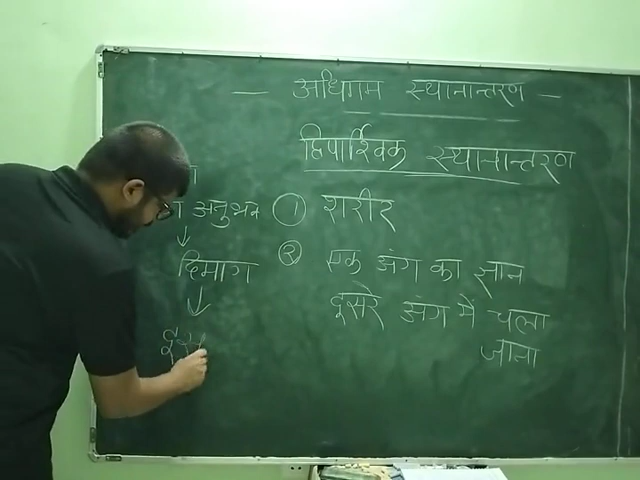 — अधिगम स्थानान्तरण —
द्विपार्श्विक स्थानान्तरण
अनुभव ① शरीर
↓
दिमाग ② एक अंग का ज्ञान
↓ दूसरे अंग में चला
जाना